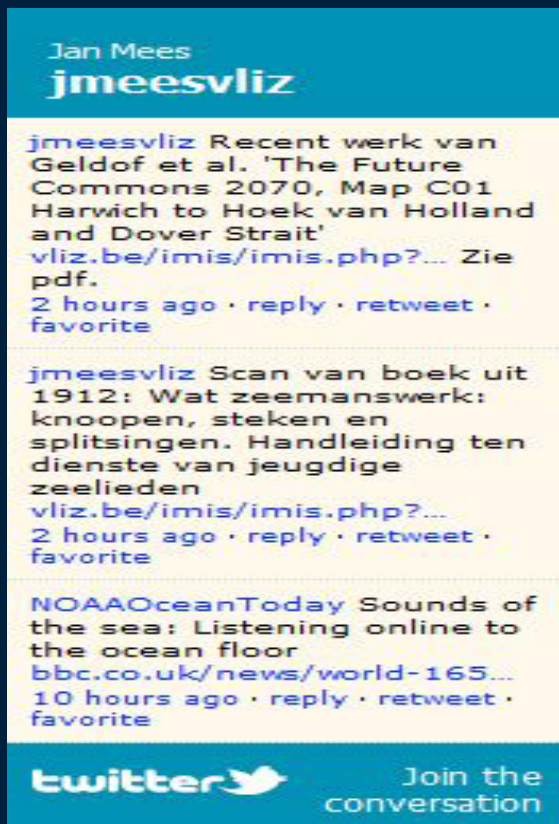 Jan Mees
jmeesvliz
jmeesvliz Recent werk van
Geldof et al. 'The Future
Commons 2070, Map C01
Harwich to Hoek van Holland
and Dover Strait'
vliz.be/imis/imis.php?... Zie
pdf.
2 hours ago · reply · retweet ·
favorite
jmeesvliz Scan van boek uit
1912: Wat zeemanswerk:
knoopen, steken en
splitsingen. Handleiding ten
dienste van jeugdige
zeelieden
vliz.be/imis/imis.php?...
2 hours ago · reply · retweet ·
favorite
NOAAOceanToday Sounds of
the sea: Listening online to
the ocean floor
bbc.co.uk/news/world-165...
10 hours ago · reply · retweet ·
favorite
twitter Join the
conversation